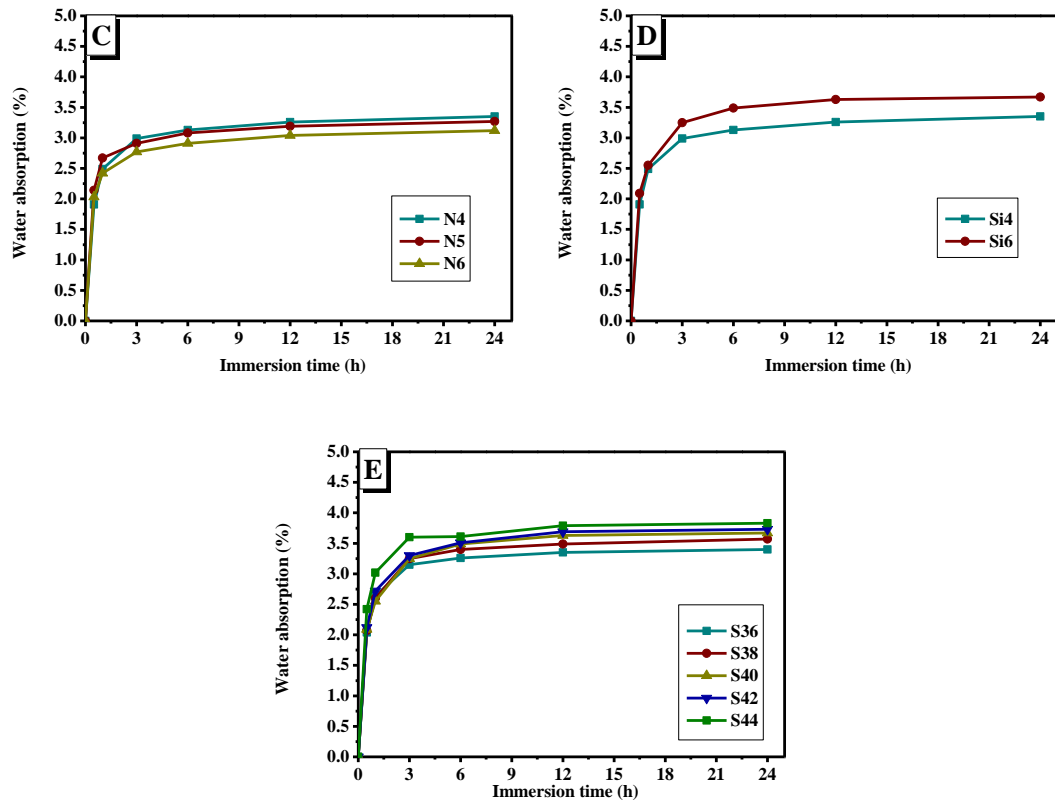 C
Water absorption (%)
5.0
4.5
4.0
3.5
3.0
2.5
2.0
1.5
1.0
0.5
0.0
N4
N5
N6
0 3 6 9 12 15 18 21 24
Immersion time (h)
D
Water absorption (%)
5.0
4.5
4.0
3.5
3.0
2.5
2.0
1.5
1.0
0.5
0.0
Si4
Si6
0 3 6 9 12 15 18 21 24
Immersion time (h)
E
Water absorption (%)
5.0
4.5
4.0
3.5
3.0
2.5
2.0
1.5
1.0
0.5
0.0
S36
S38
S40
S42
S44
0 3 6 9 12 15 18 21 24
Immersion time (h)